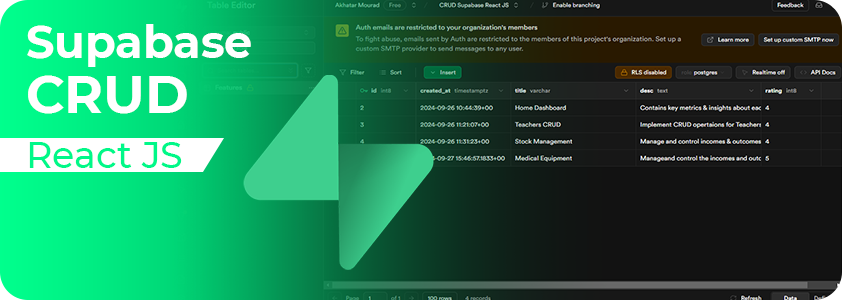 Supabase
CRUD
React JS
Table Editor
Akhatar Mourad Free / CRUD Supabase React JS / Enable branching Feedback
Auth emails are restricted to your organization's members
To fight abuse, emails sent by Auth are restricted to the members of this project's organization. Set up a
custom SMTP provider to send messages to any user.
Learn more Set up custom SMTP now
Filter Sort Insert RLS disabled role postgres Realtime off API Docs
id int8 created_at timestamptz title varchar desc text rating int8
2 2024-09-26 10:44:39+00 Home Dashboard Contains key metrics & insights about eac 4
3 2024-09-26 11:21:07+00 Teachers CRUD Implement CRUD opertaions for Teachers 4
4 2024-09-26 11:31:23+00 Stock Management Manage and control the incomes & outcomes 4
-09-27 15:46:57.1833+00 Medical Equipment Manageand control the incomes and outc 5
Page 1 of 1 100 rows 4 records Refresh Data